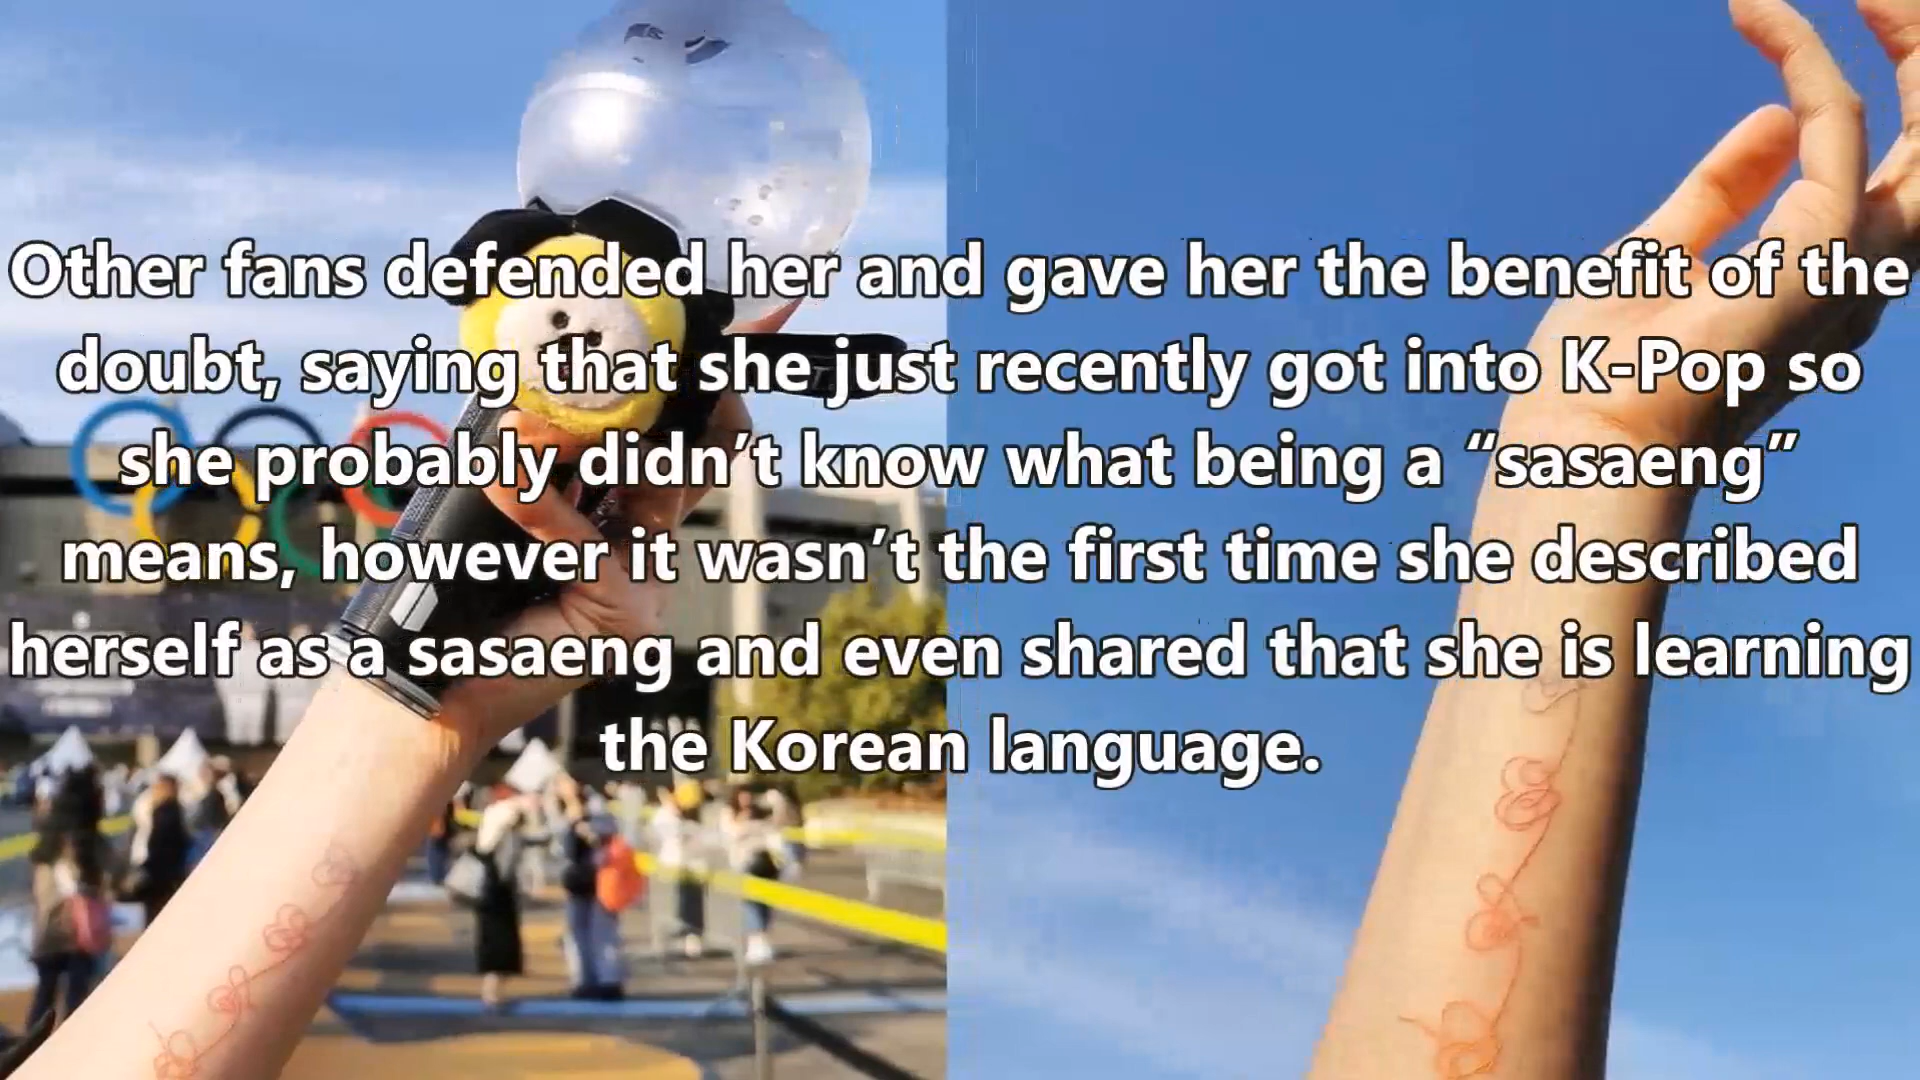 Other fans defended her and gave her the benefit of the
doubt, saying that she just recently got into K-Pop so
she probably didn’t know what being a “sasaeng”
means, however it wasn’t the first time she described
herself as a sasaeng and even shared that she is learning
the Korean language.